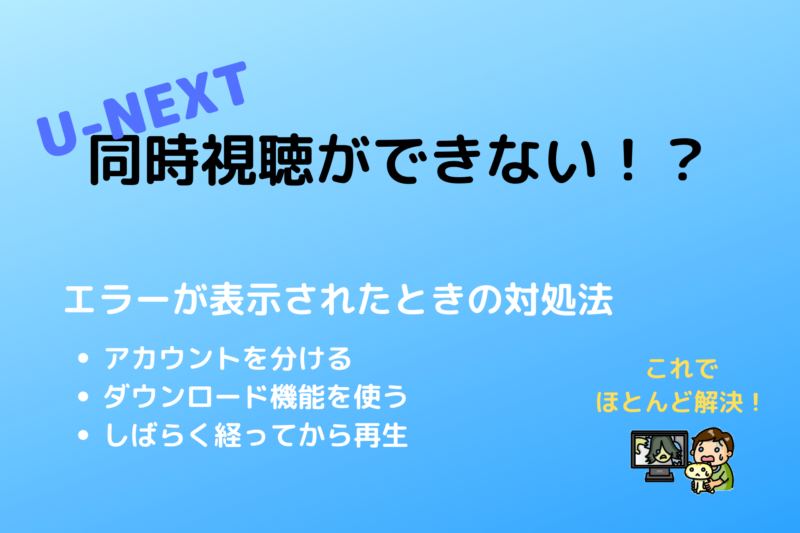 U-NEXT
同時視聴ができない！？
エラーが表示されたときの対処法
• アカウントを分ける
• ダウンロード機能を使う
• しばらく経ってから再生
これで
ほとんど解決！